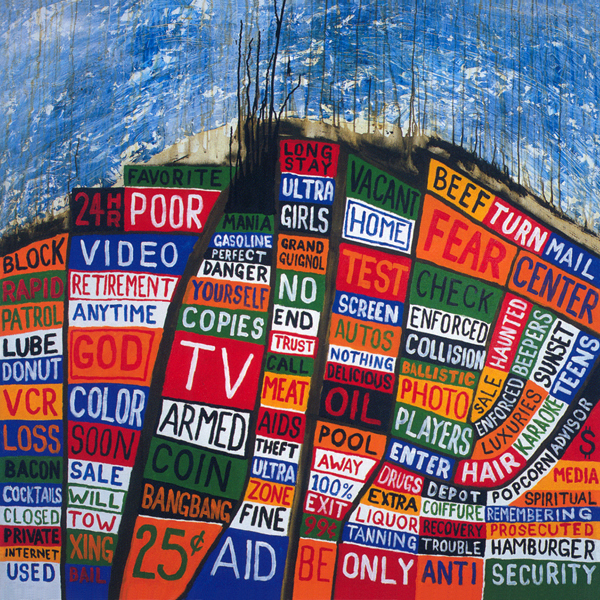 BLOCK
RAPID
PATROL
LUBE
DONUT
VCR
LOSS
BACON
COCKTAILS
CLOSED
PRIVATE
INTERNET
USED
24HR
POOR
VIDEO
RETIREMENT
ANYTIME
GOD
COLOR
SOON
SALE
WILL
TOW
XING
BAIL
FAVORITE
MANIA
GASOLINE
PERFECT
DANGER
YOURSELF
COPIES
TV
ARMED
COIN
BANGBANG
25¢
LONG
STAY
ULTRA
GIRLS
GRAND
GUIGNOL
NO
END
TRUST
CALL
MEAT
AIDS
THEFT
ULTRA
ZONE
FINE
AID
VACANT
HOME
TEST
SCREEN
AUTOS
NOTHING
DELICIOUS
OIL
POOL
AWAY
100%
EXIT
99¢
BE
BEEF
FEAR
CHECK
ENFORCED
COLLISION
BALLISTIC
PHOTO
PLAYERS
ENTER
DRUGS
EXTRA
LIQUOR
TANNING
ONLY
TURN
MAIL
CENTER
HAUNTED
SALE
BEEPERS
ENFORCED
LUXURIES
SUNSET
KARAOKE
TEENS
HAIR
POPCORN
ADVISOR
$
DEPOT
COIFFURE
RECOVERY
TROUBLE
ANTI
MEDIA
SPIRITUAL
REMEMBERING
PROSECUTED
HAMBURGER
SECURITY